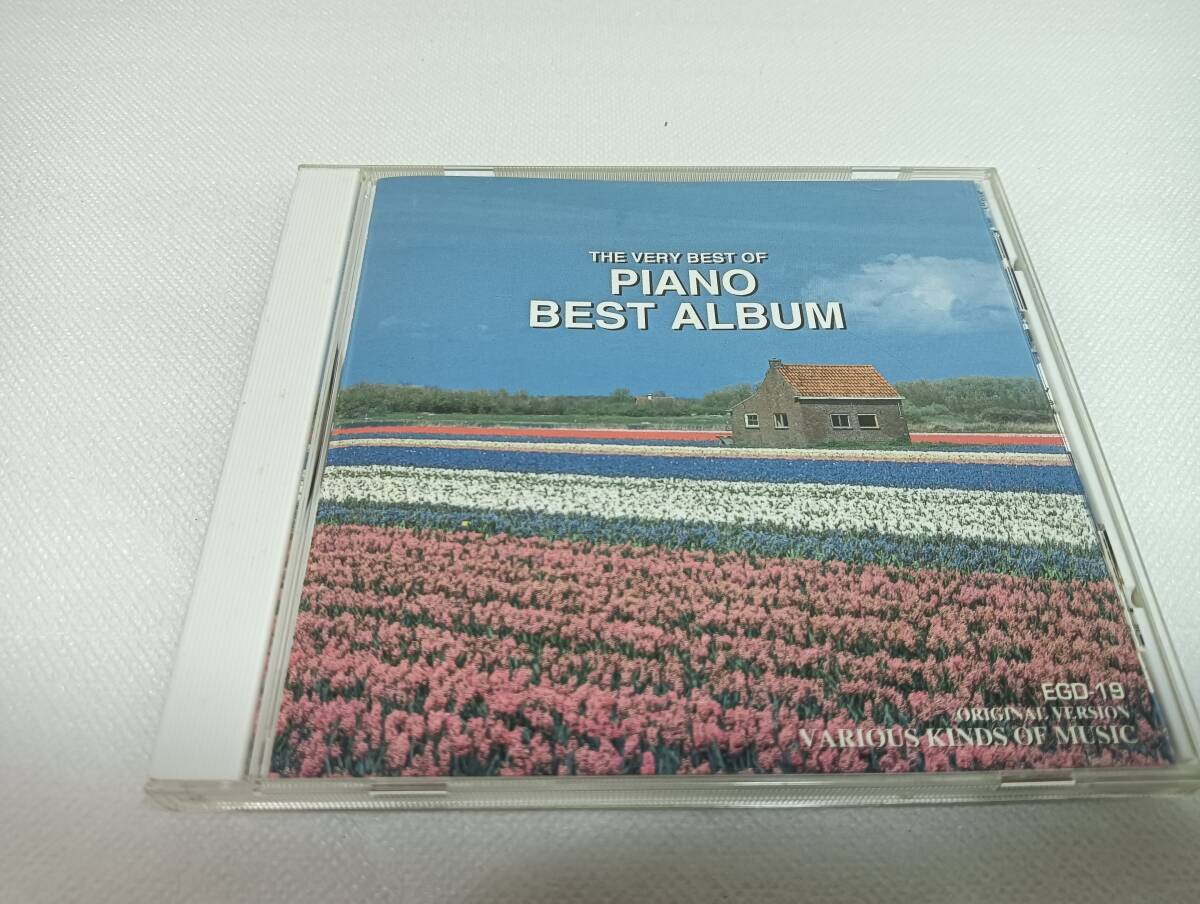 THE VERY BEST OF
PIANO
BEST ALBUM
EGD-19
ORIGINAL VERSION
VARIOUS KINDS OF MUSIC